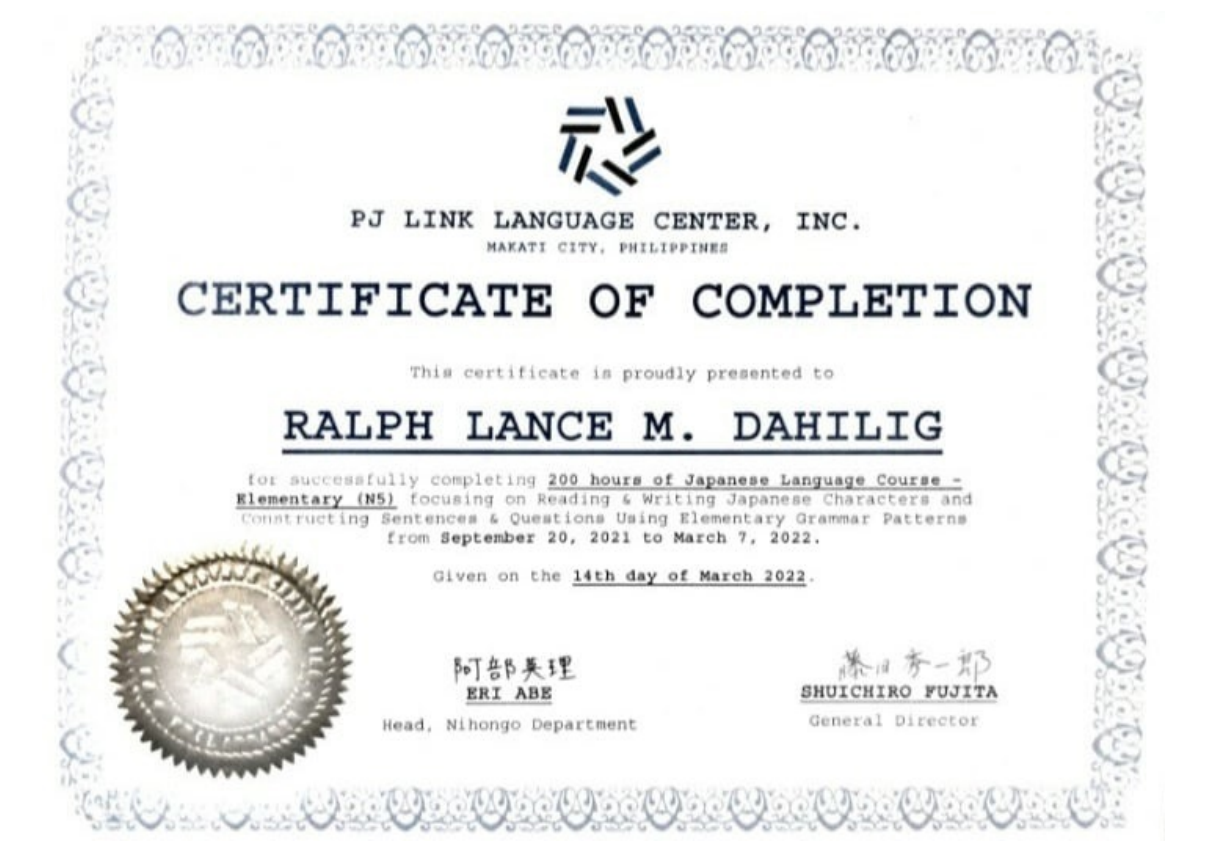 PJ LINK LANGUAGE CENTER, INC.
MAKATI CITY, PHILIPPINES
CERTIFICATE OF COMPLETION
This certificate is proudly presented to
RALPH LANCE M. DAHILIG
for successfully completing 200 hours of Japanese Language Course -
Elementary (N5) focusing on Reading & Writing Japanese Characters and
Constructing Sentences & Questions Using Elementary Grammar Patterns
from September 20, 2021 to March 7, 2022.
Given on the 14th day of March 2022.
阿部英理
ERI ABE
Head, Nihongo Department
一郎
SHUICHIRO FUJITA
General Director